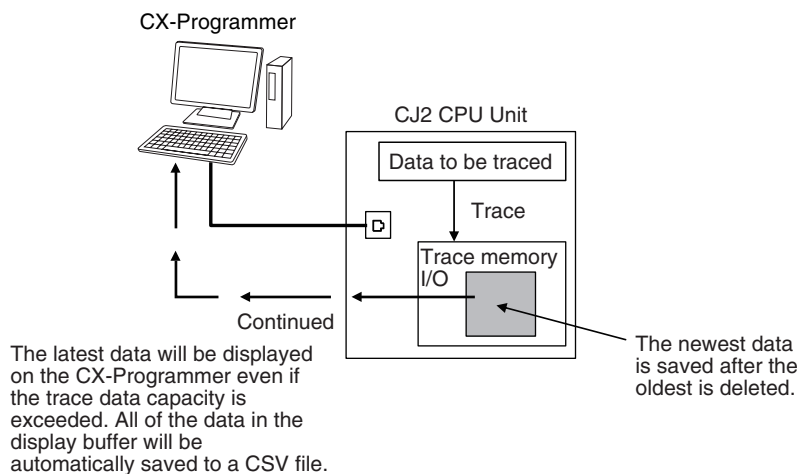 CX-Programmer
CJ2 CPU Unit
Data to be traced
Trace
Trace memory
I/O
Continued
The latest data will be displayed
on the CX-Programmer even if
the trace data capacity is
exceeded. All of the data in the
display buffer will be
automatically saved to a CSV file.
The newest data
is saved after the
oldest is deleted.